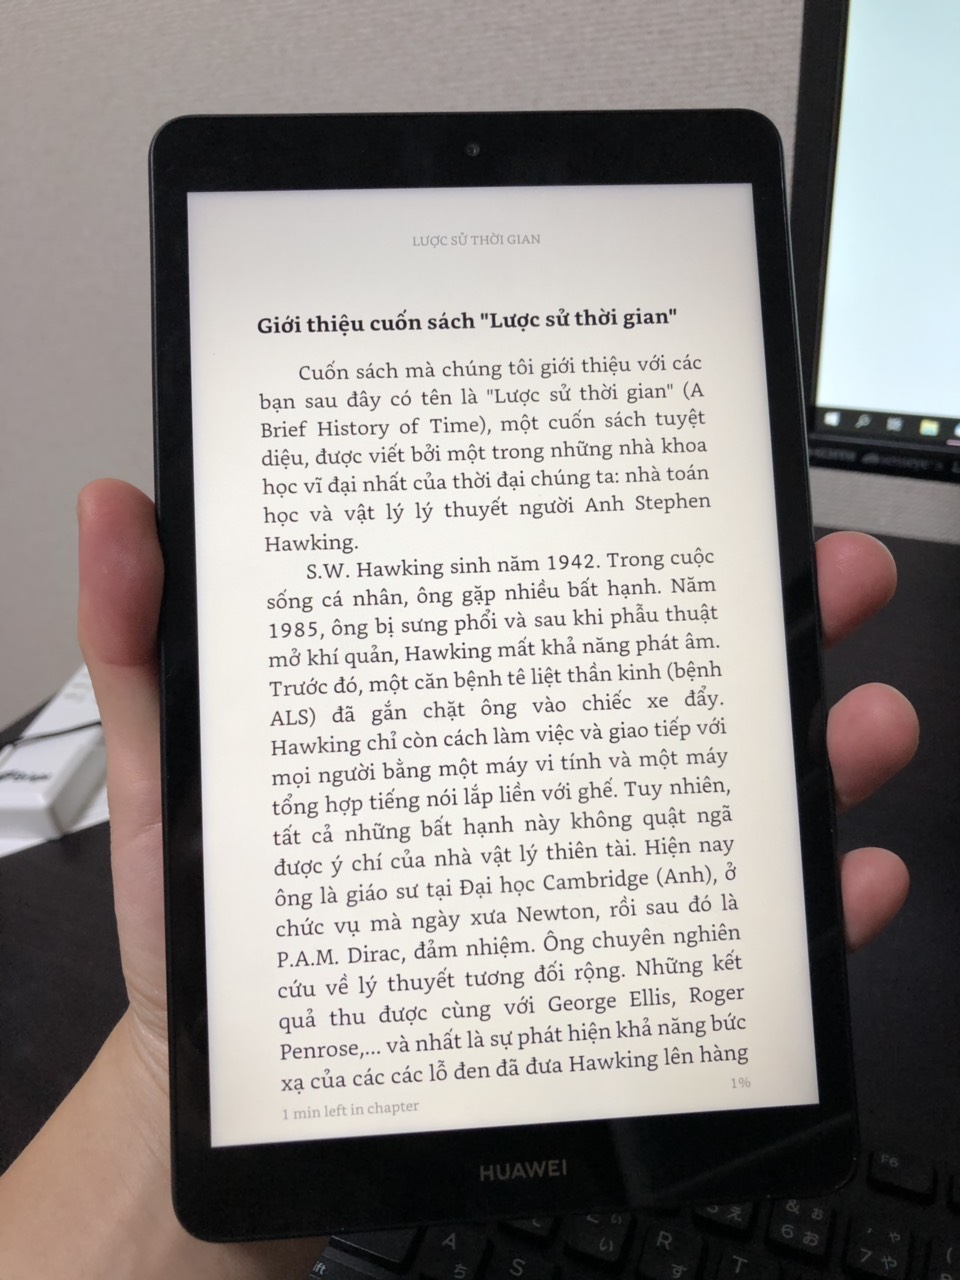 LƯỢC SỬ THỜI GIAN
Giới thiệu cuốn sách "Lược sử thời gian"
Cuốn sách mà chúng tôi giới thiệu với các
bạn sau đây có tên là "Lược sử thời gian" (A
Brief History of Time), một cuốn sách tuyệt
diệu, được viết bởi một trong những nhà khoa
học vĩ đại nhất của thời đại chúng ta: nhà toán
học và vật lý lý thuyết người Anh Stephen
Hawking.
S.W. Hawking sinh năm 1942. Trong cuộc
sống cá nhân, ông gặp nhiều bất hạnh. Năm
1985, ông bị sưng phổi và sau khi phẫu thuật
mở khí quản, Hawking mất khả năng phát âm.
Trước đó, một căn bệnh tê liệt thần kinh (bệnh
ALS) đã gắn chặt ông vào chiếc xe đẩy.
Hawking chỉ còn cách làm việc và giao tiếp với
mọi người bằng một máy vi tính và một máy
tổng hợp tiếng nói lắp liền với ghế. Tuy nhiên,
tất cả những bất hạnh này không quật ngã
được ý chí của nhà vật lý thiên tài. Hiện nay
ông là giáo sư tại Đại học Cambridge (Anh), ở
chức vụ mà ngày xưa Newton, rồi sau đó là
P.A.M. Dirac, đảm nhiệm. Ông chuyên nghiên
cứu về lý thuyết tương đối rộng. Những kết
quả thu được cùng với George Ellis, Roger
Penrose,... và nhất là sự phát hiện khả năng bức
xạ của các các lỗ đen đã đưa Hawking lên hàng
1 min left in chapter 1%
HUAWEI
F6
& ぉ
6 お
' ゃ
7 や
え
い
R
す
T
A
ち
S